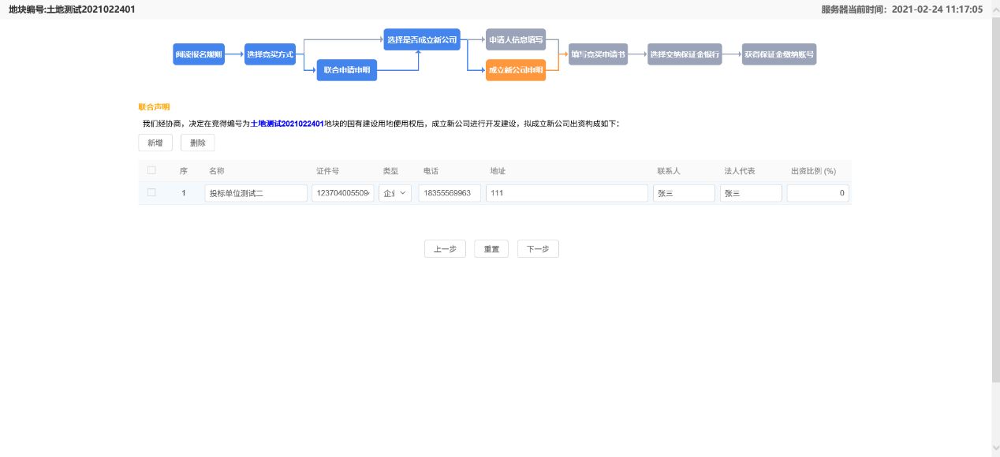 地块编号:土地测试2021022401
服务器当前时间：2021-02-24 11:17:05
选择是否成立新公司
申请人信息填写
阅读报名规则
选择竞买方式
填写竞买申请书
选择交纳保证金银行
获得保证金缴纳账号
联合申请申明
成立新公司申明
联合声明
我们经协商，决定在竞得编号为土地测试2021022401地块的国有建设用地使用权后，成立新公司进行开发建设，拟成立新公司出资构成如下：
新增 删除
序 名称 证件号 类型 电话 地址 联系人 法人代表 出资比例 (%)
1 投标单位测试二 123704005509 企业 18355569963 111 张三 张三 0
上一步 重置 下一步